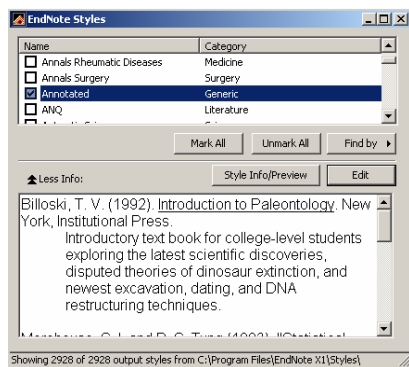 EndNote Styles
Name Category
Annals Rheumatic Diseases Medicine
Annals Surgery Surgery
Annotated Generic
ANQ Literature
Mark All Unmark All Find by
Less Info: Style Info/Preview Edit
Billoski, T. V. (1992). Introduction to Paleontology. New
York, Institutional Press.
Introductory text book for college-level students
exploring the latest scientific discoveries,
disputed theories of dinosaur extinction, and
newest excavation, dating, and DNA
restructuring techniques.
Showing 2928 of 2928 output styles from C:\Program Files\EndNote X1\Styles\